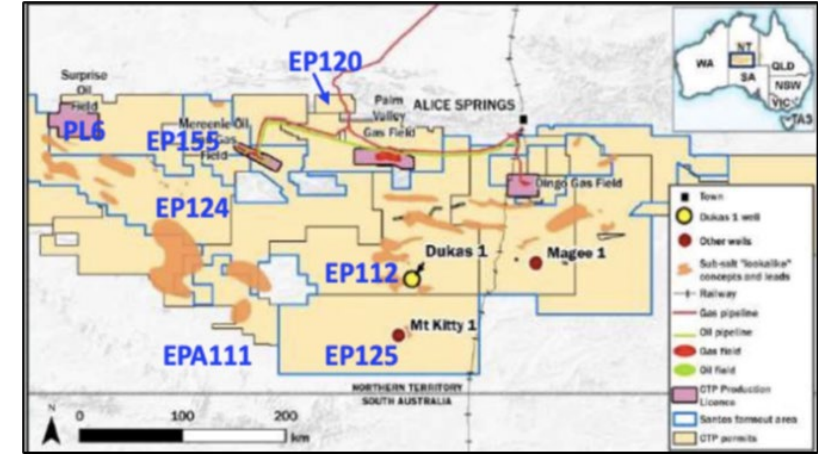 EP120
Surprise
Oil
Field
PL6
Palm
Valley
Gas Field
ALICE SPRINGS
Mereenie Oil
Gas
Field
EP155
Dingo Gas Field
EP124
Dukas 1
Magee 1
EP112
Mt Kitty 1
EPA111
EP125
NORTHERN TERRITORY
SOUTH AUSTRALIA
N
0 100 200
km
WA
NT
QLD
SA
NSW
VIC
TAS
Town
Dukas 1 well
Other wells
Sub-salt "lookalike"
concepts and leads
Railway
Gas pipeline
Oil pipeline
Gas field
Oil field
CTP Production
Licence
Santos farmout area
CTP permits